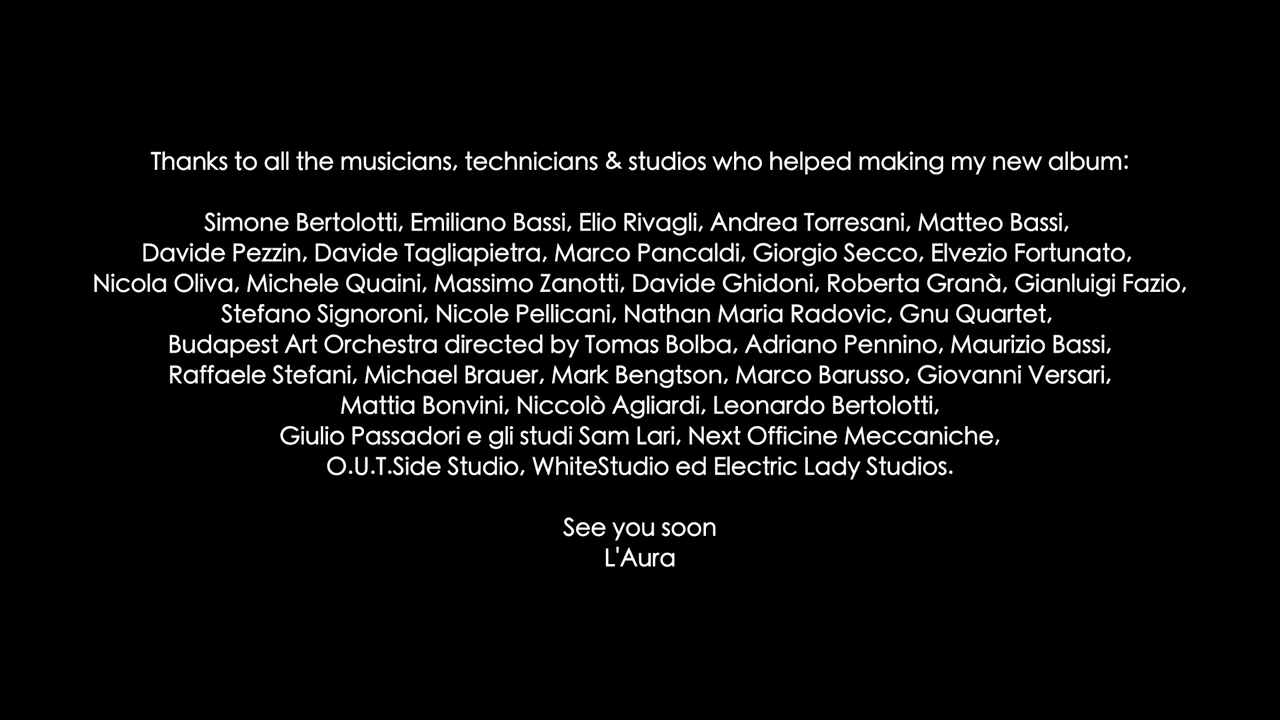 Thanks to all the musicians, technicians & studios who helped making my new album:
Simone Bertolotti, Emiliano Bassi, Elio Rivagli, Andrea Torresani, Matteo Bassi,
Davide Pezzin, Davide Tagliapietra, Marco Pancaldi, Giorgio Secco, Elvezio Fortunato,
Nicola Oliva, Michele Quaini, Massimo Zanotti, Davide Ghidoni, Roberta Granà, Gianluigi Fazio,
Stefano Signoroni, Nicole Pellicani, Nathan Maria Radovic, Gnu Quartet,
Budapest Art Orchestra directed by Tomas Bolba, Adriano Pennino, Maurizio Bassi,
Raffaele Stefani, Michael Brauer, Mark Bengtson, Marco Barusso, Giovanni Versari,
Mattia Bonvini, Niccolò Agliardi, Leonardo Bertolotti,
Giulio Passadori e gli studi Sam Lari, Next Officine Meccaniche,
O.U.T.Side Studio, WhiteStudio ed Electric Lady Studios.
See you soon
L'Aura